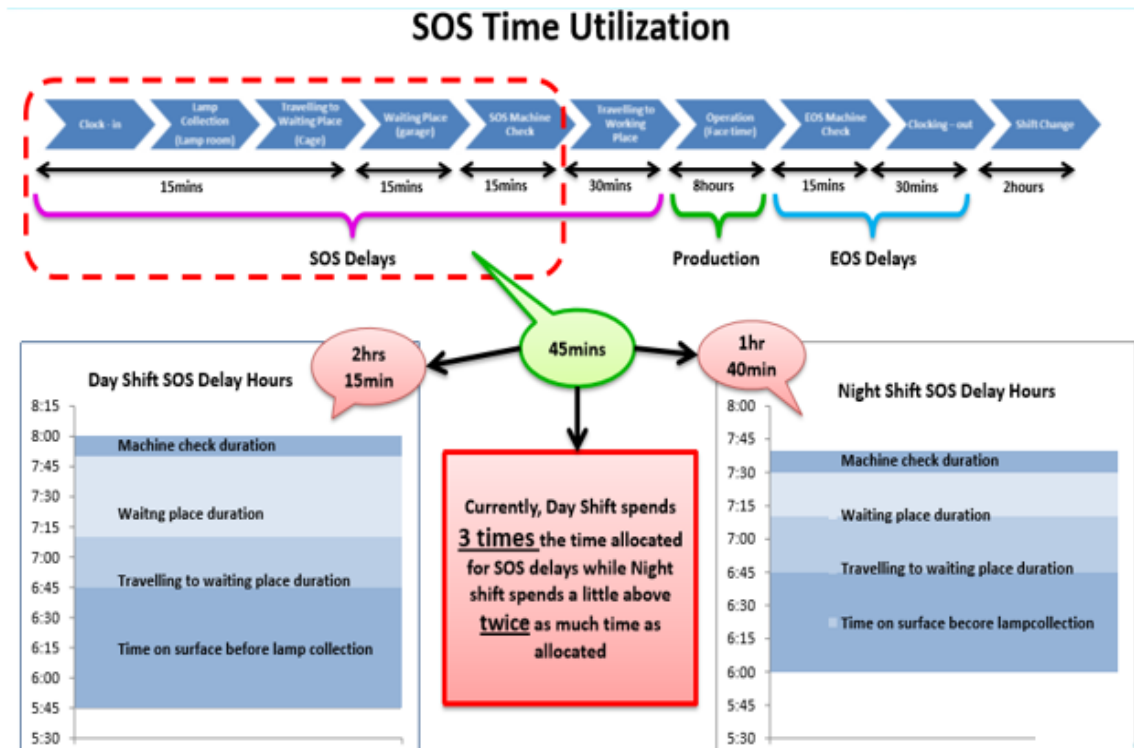 SOS Time Utilization
Clock - in
Lamp
Collection
(Lamp room)
Travelling to
Waiting Place
(Cage)
Waiting Place
(garage)
SOS Machine
Check
Travelling to
Working
Place
Operation
(Face time)
EOS Machine
Check
Clocking - out
Shift Change
15mins
15mins
15mins
30mins
8hours
15mins
30mins
2hours
SOS Delays
Production
EOS Delays
45mins
2hrs
15min
1hr
40min
Day Shift SOS Delay Hours
8:15
8:00
7:45
7:30
7:15
7:00
6:45
6:30
6:15
6:00
5:45
5:30
Machine check duration
Waitng place duration
Travelling to waiting place duration
Time on surface before lamp collection
Currently, Day Shift spends
3 times the time allocated
for SOS delays while Night
shift spends a little above
twice as much time as
allocated
Night Shift SOS Delay Hours
8:00
7:45
7:30
7:15
7:00
6:45
6:30
6:15
6:00
5:45
5:30
Machine check duration
Waiting place duration
Travelling to waiting place duration
Time on surface becore lampcollection